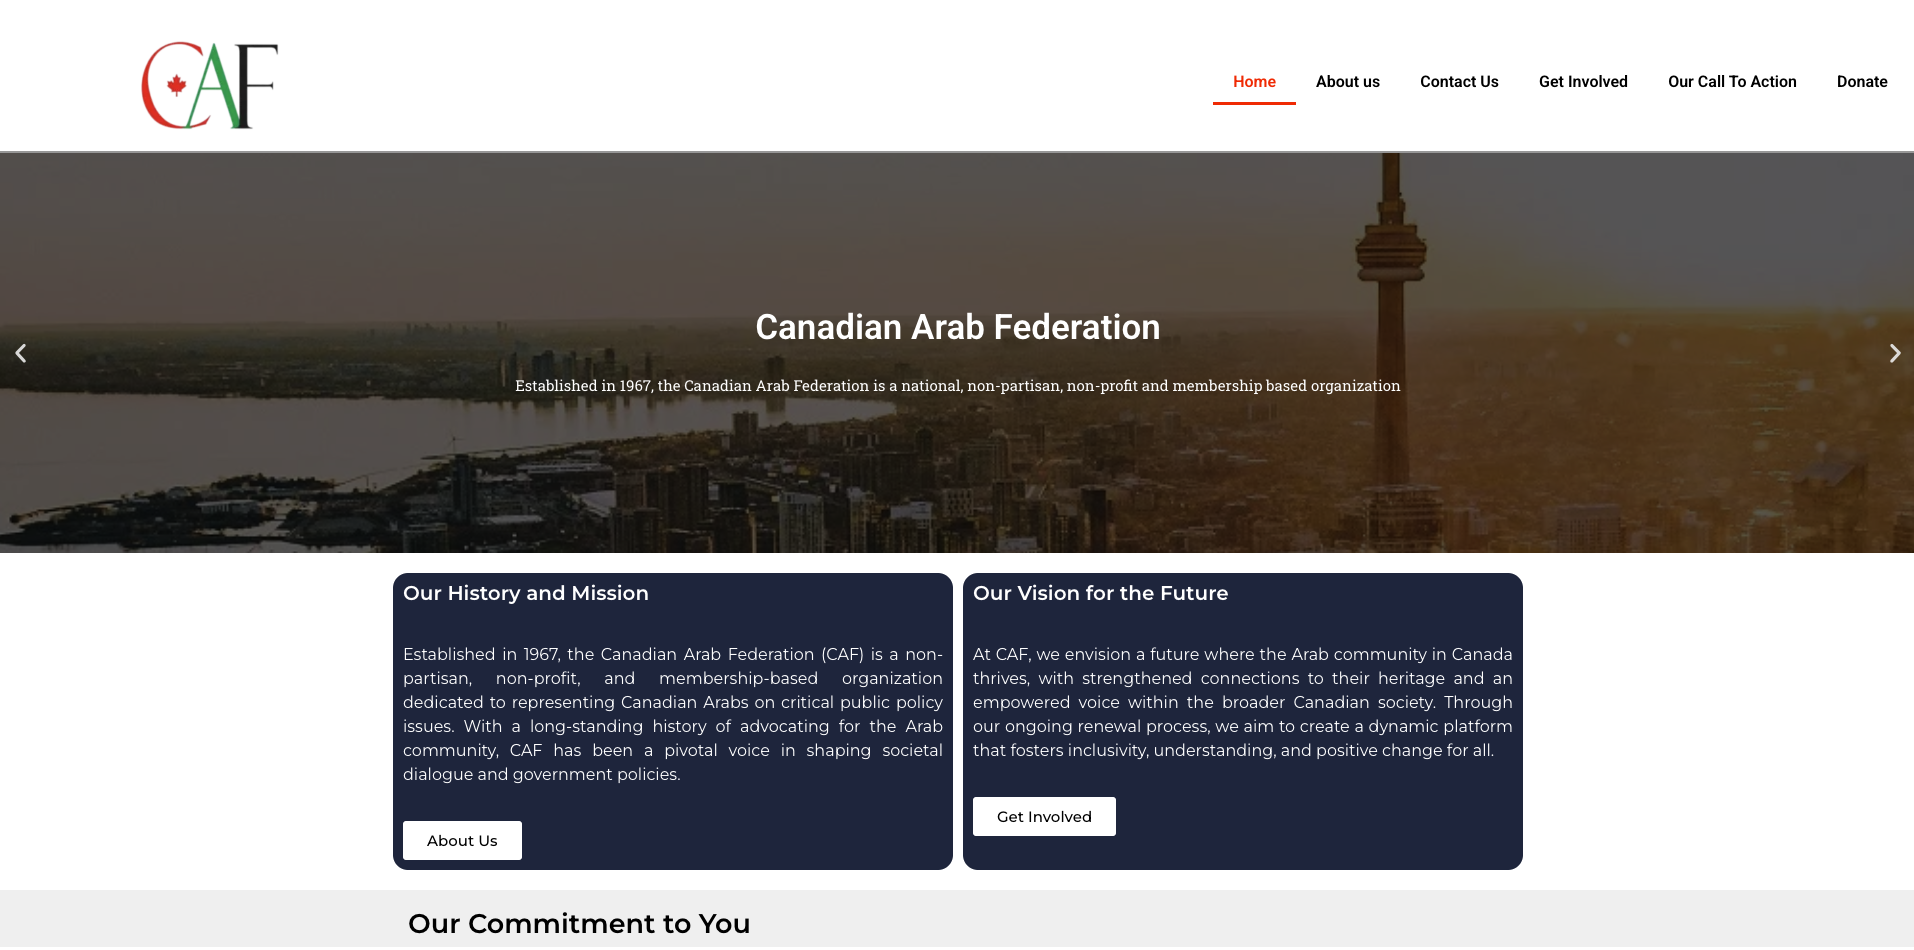 CAF
Home
About us
Contact Us
Get Involved
Our Call To Action
Donate
Canadian Arab Federation
Established in 1967, the Canadian Arab Federation is a national, non-partisan, non-profit and membership based organization
Our History and Mission
Established in 1967, the Canadian Arab Federation (CAF) is a non-
partisan, non-profit, and membership-based organization
dedicated to representing Canadian Arabs on critical public policy
issues. With a long-standing history of advocating for the Arab
community, CAF has been a pivotal voice in shaping societal
dialogue and government policies.
About Us
Our Vision for the Future
At CAF, we envision a future where the Arab community in Canada
thrives, with strengthened connections to their heritage and an
empowered voice within the broader Canadian society. Through
our ongoing renewal process, we aim to create a dynamic platform
that fosters inclusivity, understanding, and positive change for all.
Get Involved
Our Commitment to You